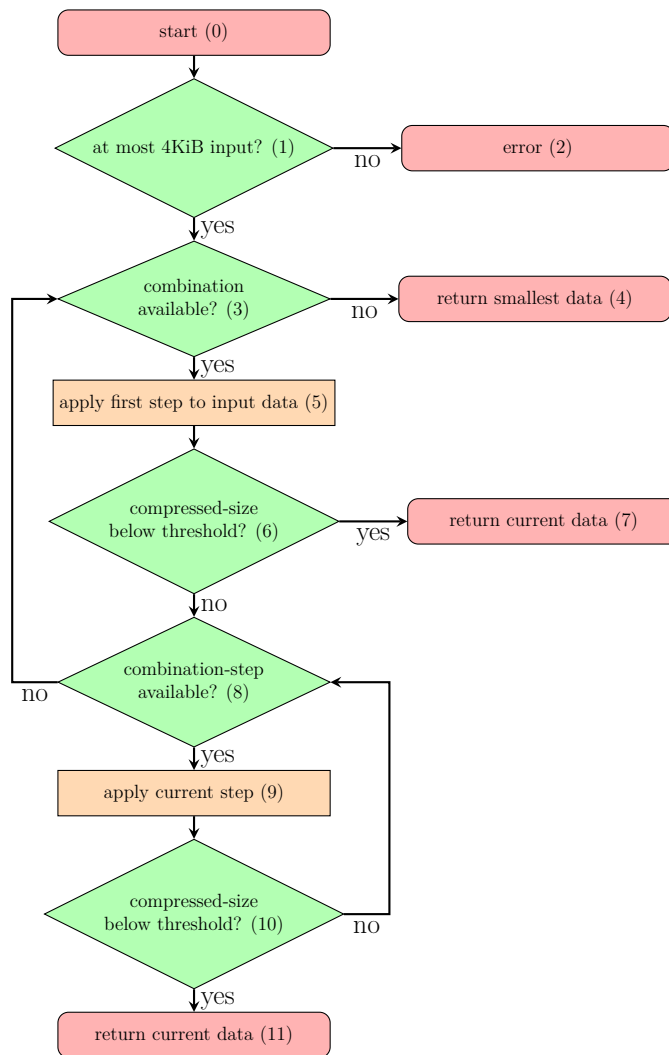 start (0)
at most 4KiB input? (1)
no
error (2)
yes
combination
available? (3)
no
return smallest data (4)
yes
apply first step to input data (5)
compressed-size
below threshold? (6)
yes
return current data (7)
no
combination-step
available? (8)
no
yes
apply current step (9)
compressed-size
below threshold? (10)
no
yes
return current data (11)